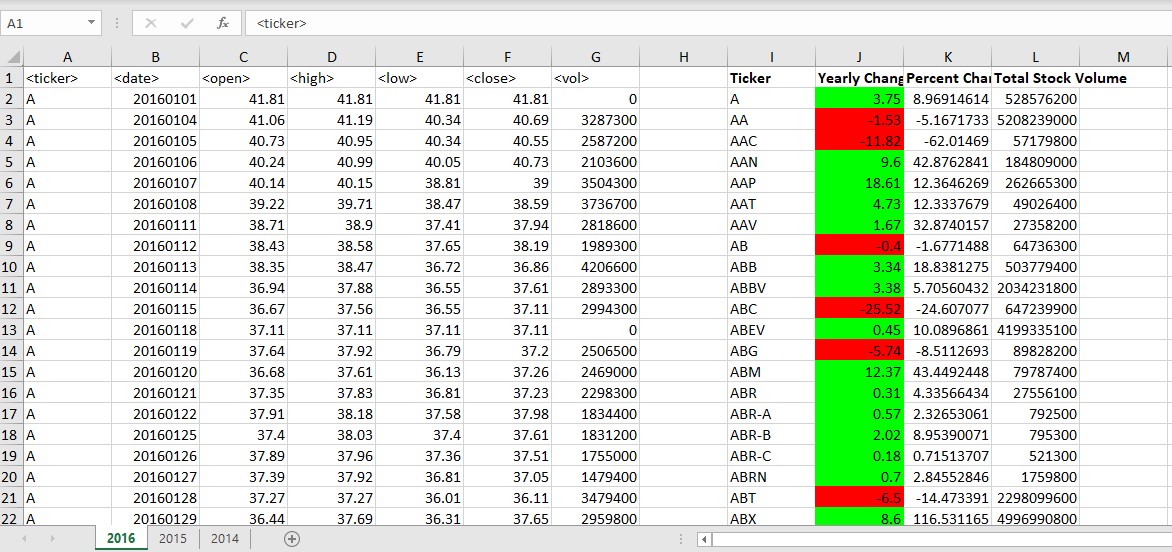 A1 fx <ticker>
A B C D E F G H I J K L M
1 <ticker> <date> <open> <high> <low> <close> <vol> Ticker Yearly Chang Percent Chan Total Stock Volume
2 A 20160101 41.81 41.81 41.81 41.81 0 A 3.75 8.96914614 528576200
3 A 20160104 41.06 41.19 40.34 40.69 3287300 AA -1.53 -5.1671733 5208239000
4 A 20160105 40.73 40.95 40.34 40.55 2587200 AAC -11.82 -62.01469 57179800
5 A 20160106 40.24 40.99 40.05 40.73 2103600 AAN 9.6 42.8762841 184809000
6 A 20160107 40.14 40.15 38.81 39 3504300 AAP 18.61 12.3646269 262665300
7 A 20160108 39.22 39.71 38.47 38.59 3736700 AAT 4.73 12.3337679 49026400
8 A 20160111 38.71 38.9 37.41 37.94 2818600 AAV 1.67 32.8740157 27358200
9 A 20160112 38.43 38.58 37.65 38.19 1989300 AB -0.4 -1.6771488 64736300
10 A 20160113 38.35 38.47 36.72 36.86 4206600 ABB 3.34 18.8381275 503779400
11 A 20160114 36.94 37.88 36.55 37.61 2893300 ABBV 3.38 5.70560432 2034231800
12 A 20160115 36.67 37.56 36.55 37.11 2994300 ABC -25.52 -24.607077 647239900
13 A 20160118 37.11 37.11 37.11 37.11 0 ABEV 0.45 10.0896861 4199335100
14 A 20160119 37.64 37.92 36.79 37.2 2506500 ABG -5.74 -8.5112693 89828200
15 A 20160120 36.68 37.61 36.13 37.26 2469000 ABM 12.37 43.4492448 79787400
16 A 20160121 37.35 37.83 36.81 37.23 2298300 ABR 0.31 4.33566434 27556100
17 A 20160122 37.91 38.18 37.58 37.98 1834400 ABR-A 0.57 2.32653061 792500
18 A 20160125 37.4 38.03 37.4 37.61 1831200 ABR-B 2.02 8.95390071 795300
19 A 20160126 37.89 37.96 37.36 37.51 1755000 ABR-C 0.18 0.71513707 521300
20 A 20160127 37.39 37.92 36.81 37.05 1479400 ABRN 0.7 2.84552846 1759800
21 A 20160128 37.27 37.27 36.01 36.11 3479400 ABT -6.5 -14.473391 2298099600
22 A 20160129 36.44 37.69 36.31 37.65 2959800 ABX 8.6 116.531165 4996990800
2016 2015 2014